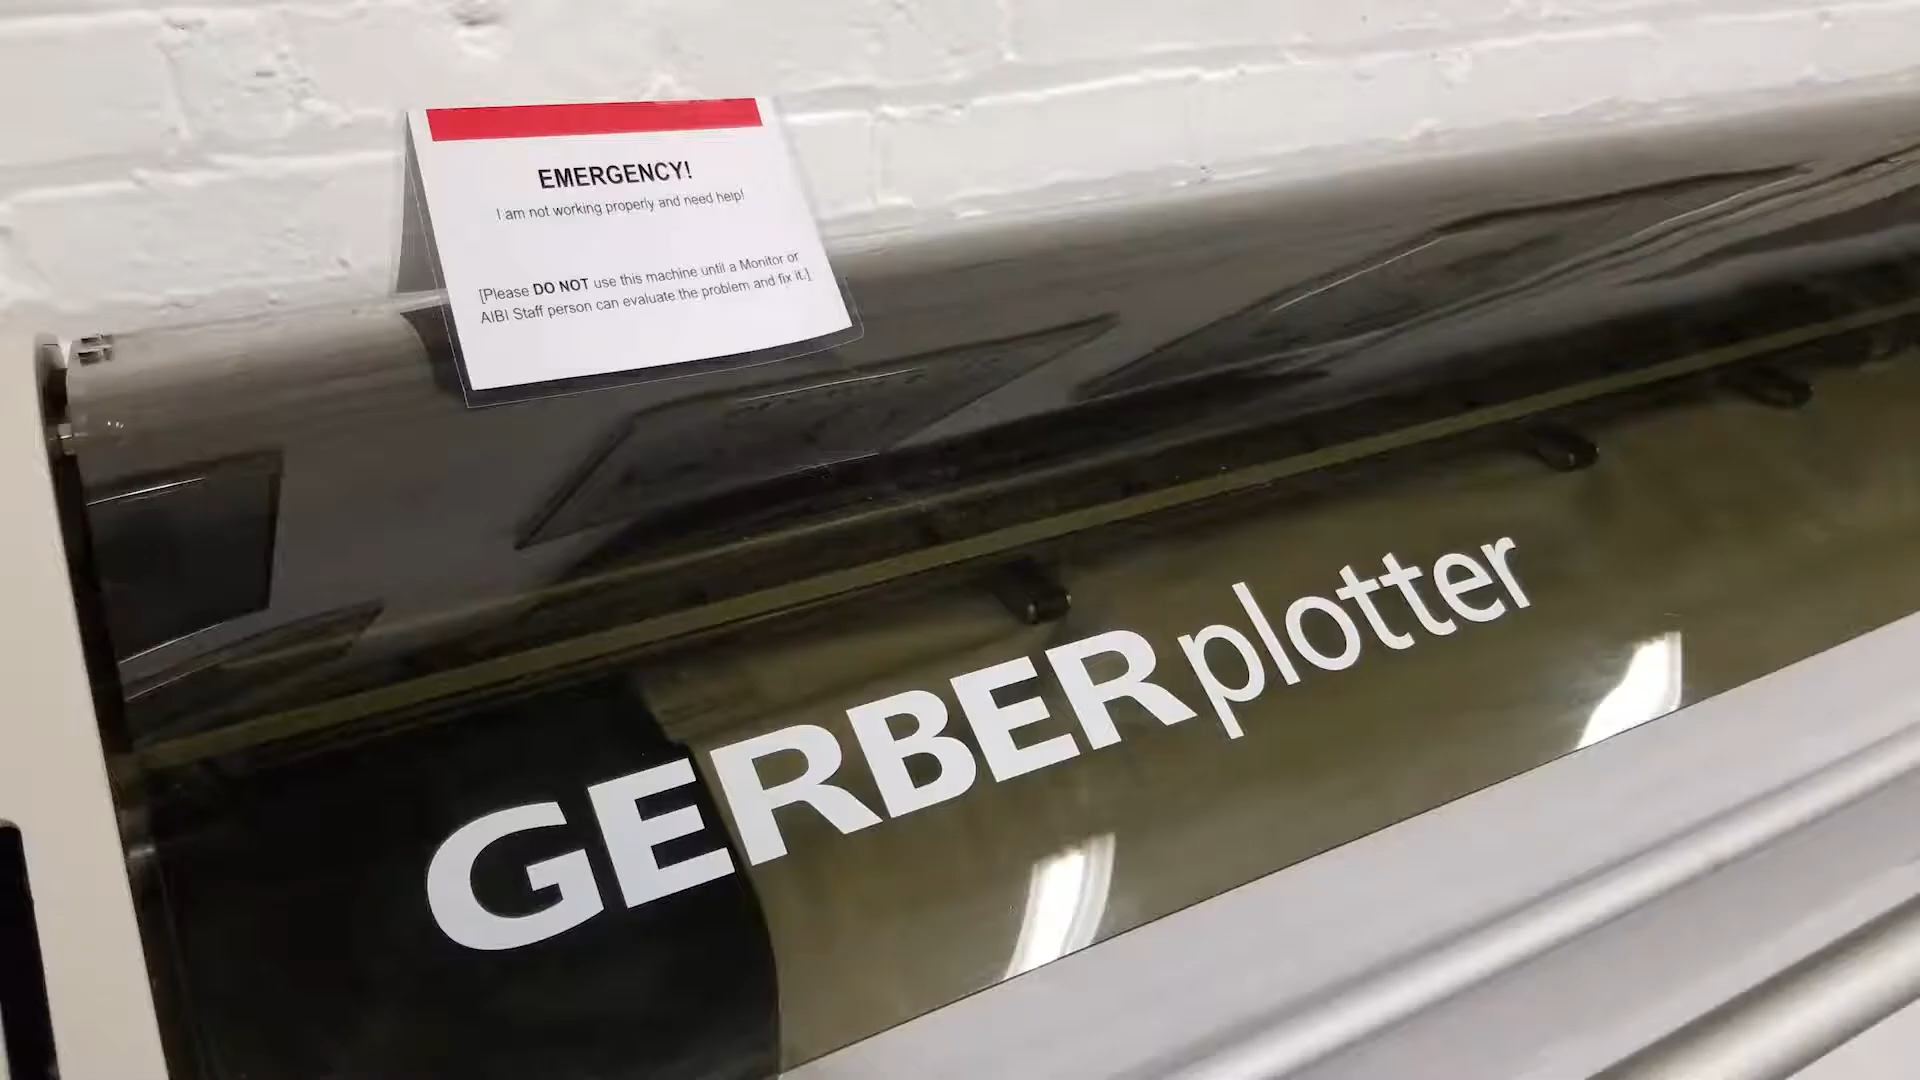 EMERGENCY!
I am not working properly and need help!
[Please DO NOT use this machine until a Monitor or
AIBI Staff person can evaluate the problem and fix it.]
GERBERplotter